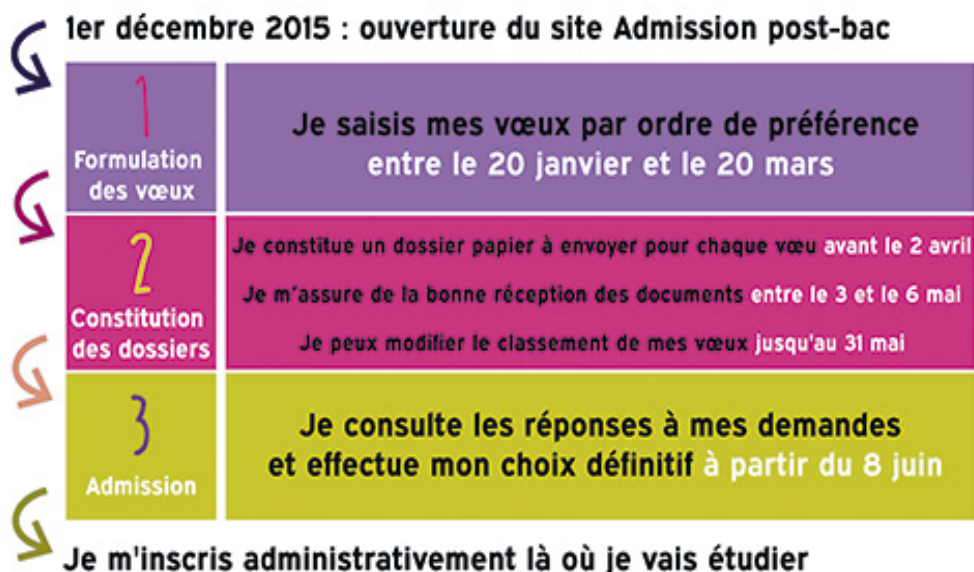 1er décembre 2015 : ouverture du site Admission post-bac
1
Formulation
des vœux
Je saisis mes vœux par ordre de préférence
entre le 20 janvier et le 20 mars
2
Constitution
des dossiers
Je constitue un dossier papier à envoyer pour chaque vœu avant le 2 avril
Je m'assure de la bonne réception des documents entre le 3 et le 6 mai
Je peux modifier le classement de mes vœux jusqu'au 31 mai
3
Admission
Je consulte les réponses à mes demandes
et effectue mon choix définitif à partir du 8 juin
Je m'inscris administrativement là où je vais étudier